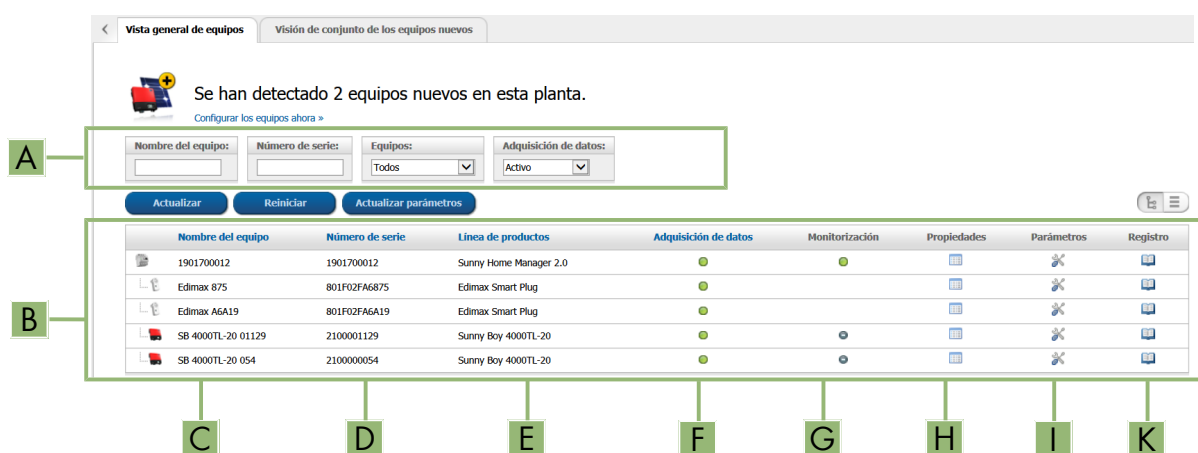 Vista general de equipos Visión de conjunto de los equipos nuevos
Se han detectado 2 equipos nuevos en esta planta.
Configurar los equipos ahora »
A
Nombre del equipo: Número de serie: Equipos: Adquisición de datos:
Todos Activo
Actualizar Reiniciar Actualizar parámetros
B
Nombre del equipo Número de serie Línea de productos Adquisición de datos Monitorización Propiedades Parámetros Registro
1901700012 1901700012 Sunny Home Manager 2.0
Edimax 875 801F02FA6875 Edimax Smart Plug
Edimax A6A19 801F02FA6A19 Edimax Smart Plug
SB 4000TL-20 01129 2100001129 Sunny Boy 4000TL-20
SB 4000TL-20 054 2100000054 Sunny Boy 4000TL-20
C D E F G H I K